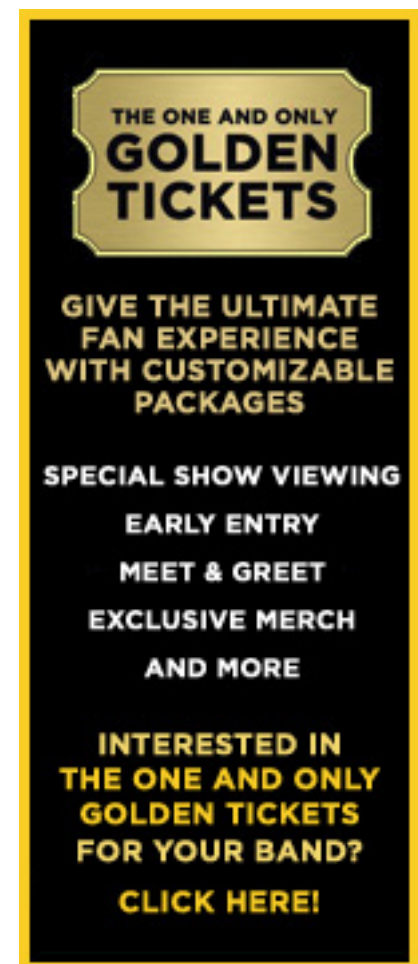 THE ONE AND ONLY
GOLDEN
TICKETS
GIVE THE ULTIMATE
FAN EXPERIENCE
WITH CUSTOMIZABLE
PACKAGES
SPECIAL SHOW VIEWING
EARLY ENTRY
MEET & GREET
EXCLUSIVE MERCH
AND MORE
INTERESTED IN
THE ONE AND ONLY
GOLDEN TICKETS
FOR YOUR BAND?
CLICK HERE!